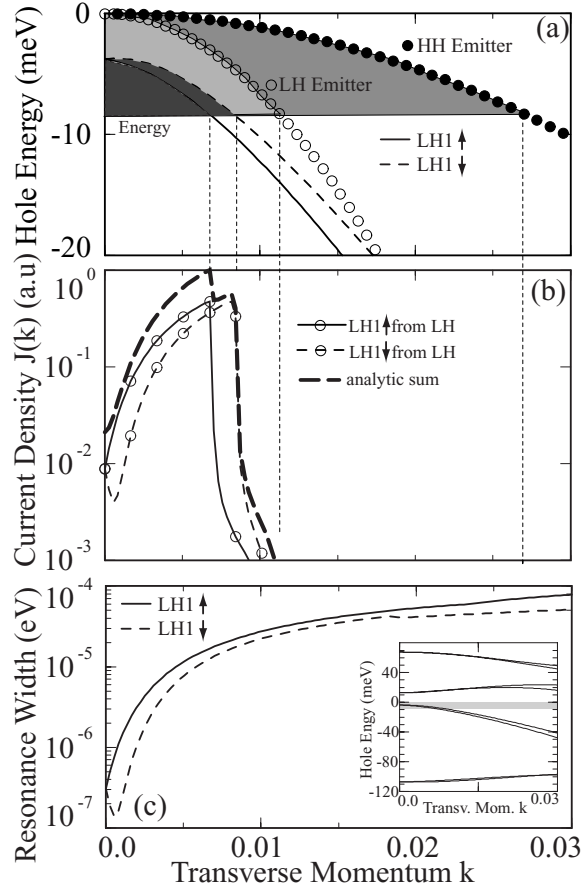 0
-10
-20
Hole Energy (meV)
(a)
HH Emitter
LH Emitter
Energy
LH1
LH1
10^0
10^-1
10^-2
10^-3
Current Density J(k) (a.u)
(b)
LH1 from LH
LH1 from LH
analytic sum
10^-4
10^-5
10^-6
10^-7
Resonance Width (eV)
LH1
LH1
(c)
40
0
-40
-80
-120
Hole Engy (meV)
0.0
0.03
Transv. Mom. k
0.0
0.01
0.02
0.03
Transverse Momentum k